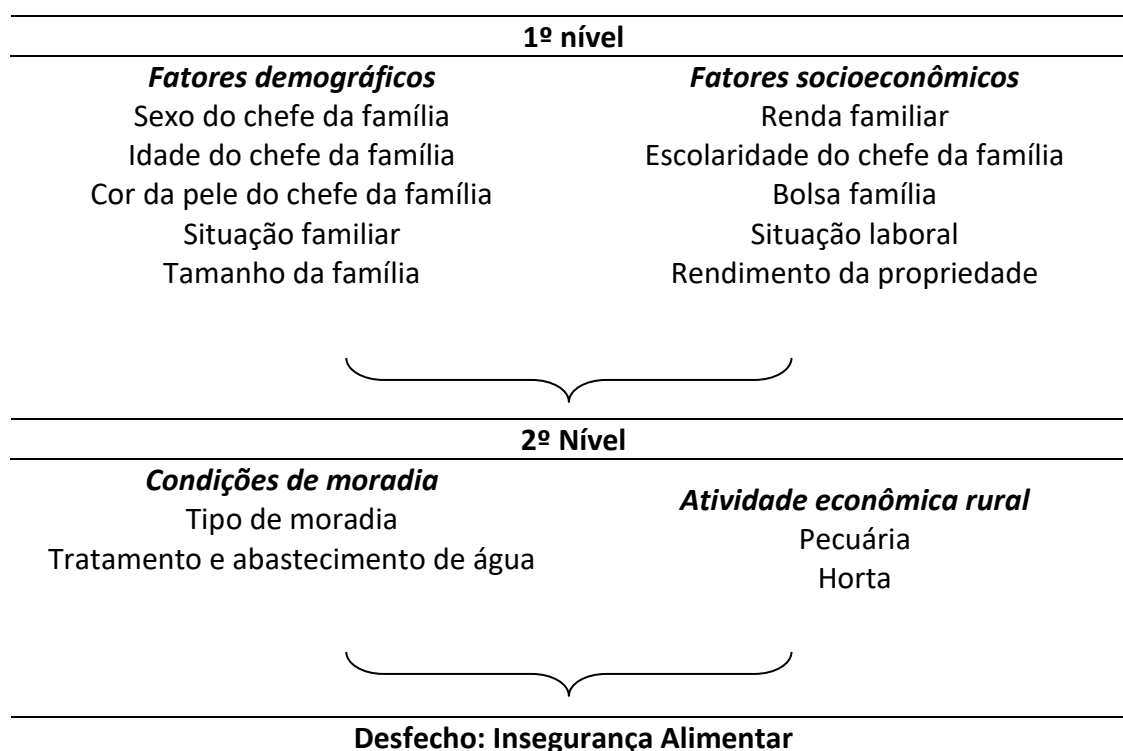 1º nível
Fatores demográficos
Sexo do chefe da família
Idade do chefe da família
Cor da pele do chefe da família
Situação familiar
Tamanho da família
Fatores socioeconômicos
Renda familiar
Escolaridade do chefe da família
Bolsa família
Situação laboral
Rendimento da propriedade
2º Nível
Condições de moradia
Tipo de moradia
Tratamento e abastecimento de água
Atividade econômica rural
Pecuária
Horta
Desfecho: Insegurança Alimentar